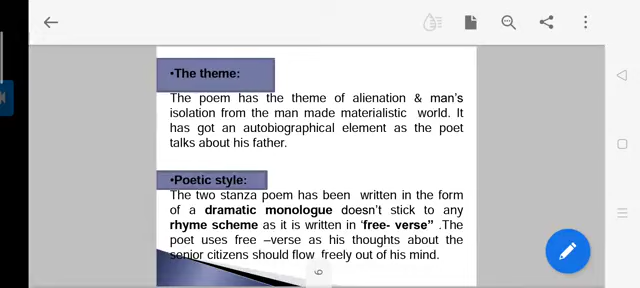 •The theme:
The poem has the theme of alienation & man's
isolation from the man made materialistic world. It
has got an autobiographical element as the poet
talks about his father.
•Poetic style:
The two stanza poem has been written in the form
of a dramatic monologue doesn't stick to any
rhyme scheme as it is written in 'free- verse" .The
poet uses free –verse as his thoughts about the
senior citizens should flow freely out of his mind.
6